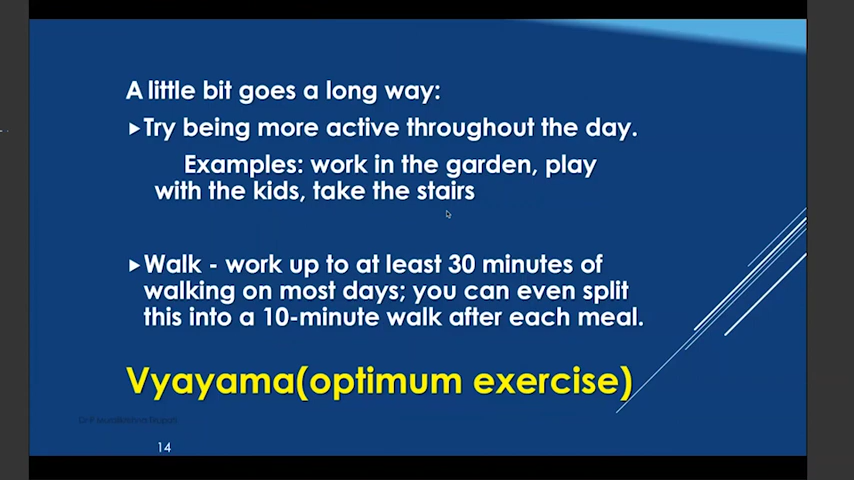 A little bit goes a long way:
▶Try being more active throughout the day.
Examples: work in the garden, play
with the kids, take the stairs
▶Walk - work up to at least 30 minutes of
walking on most days; you can even split
this into a 10-minute walk after each meal.
Vyayama(optimum exercise)
14